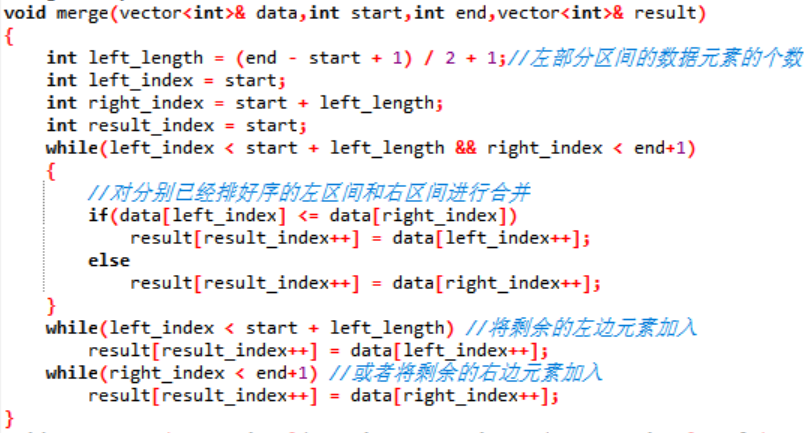 void merge(vector<int>& data,int start,int end,vector<int>& result)
{
    int left_length = (end - start + 1) / 2 + 1;//左部分区间的数据元素的个数
    int left_index = start;
    int right_index = start + left_length;
    int result_index = start;
    while(left_index < start + left_length && right_index < end+1)
    {
        //对分别已经排好序的左区间和右区间进行合并
        if(data[left_index] <= data[right_index])
            result[result_index++] = data[left_index++];
        else
            result[result_index++] = data[right_index++];
    }
    while(left_index < start + left_length) //将剩余的左边元素加入
        result[result_index++] = data[left_index++];
    while(right_index < end+1) //或者将剩余的右边元素加入
        result[result_index++] = data[right_index++];
}